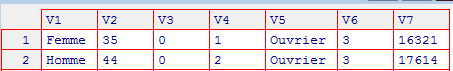 V1 V2 V3 V4 V5 V6 V7
1 Femme 35 0 1 Ouvrier 3 16321
2 Homme 44 0 2 Ouvrier 3 17614